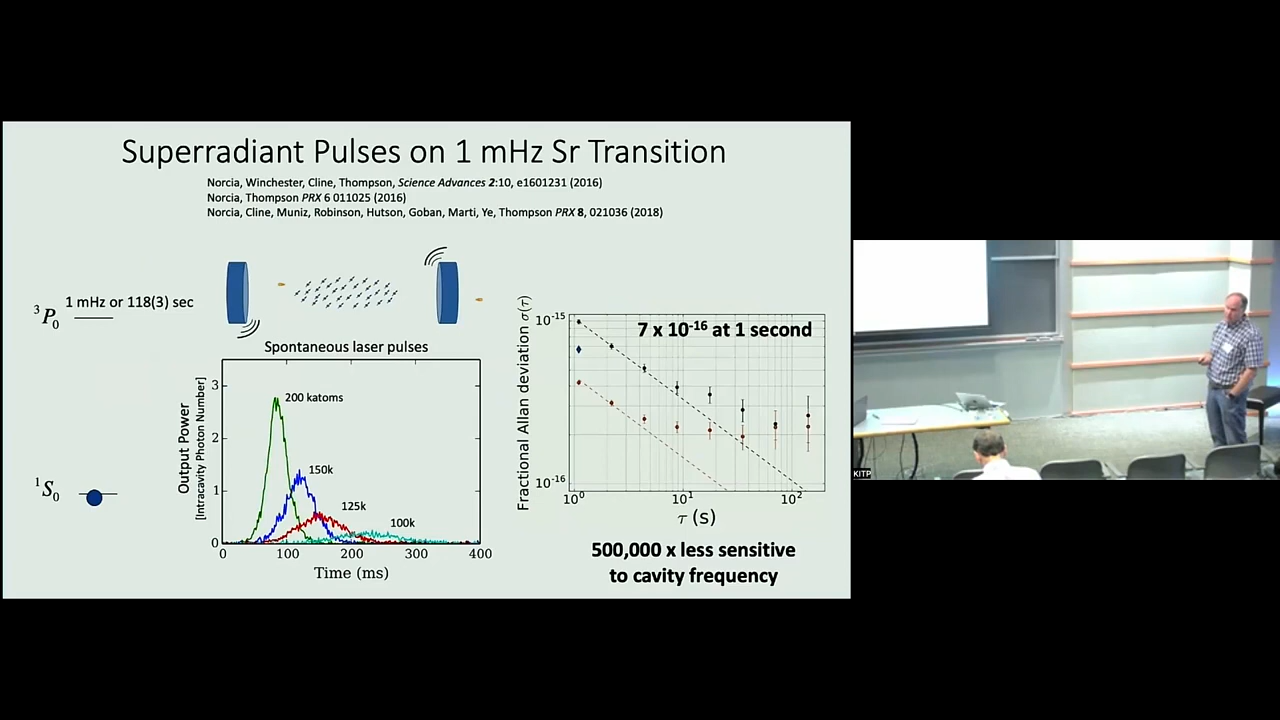 Superradiant Pulses on 1 mHz Sr Transition
Norcia, Winchester, Cline, Thompson, Science Advances 2:10, e1601231 (2016)
Norcia, Thompson PRX 6 011025 (2016)
Norcia, Cline, Muniz, Robinson, Hutson, Goban, Marti, Ye, Thompson PRX 8, 021036 (2018)
³P₀
1 mHz or 118(3) sec
¹S₀
Spontaneous laser pulses
Output Power
[Intracavity Photon Number]
3
2
1
0
200 katoms
150k
125k
100k
0 100 200 300 400
Time (ms)
Fractional Allan deviation σ(τ)
10⁻¹⁵
10⁻¹⁶
7 x 10⁻¹⁶ at 1 second
10⁰ 10¹ 10²
τ (s)
500,000 x less sensitive
to cavity frequency
KITP